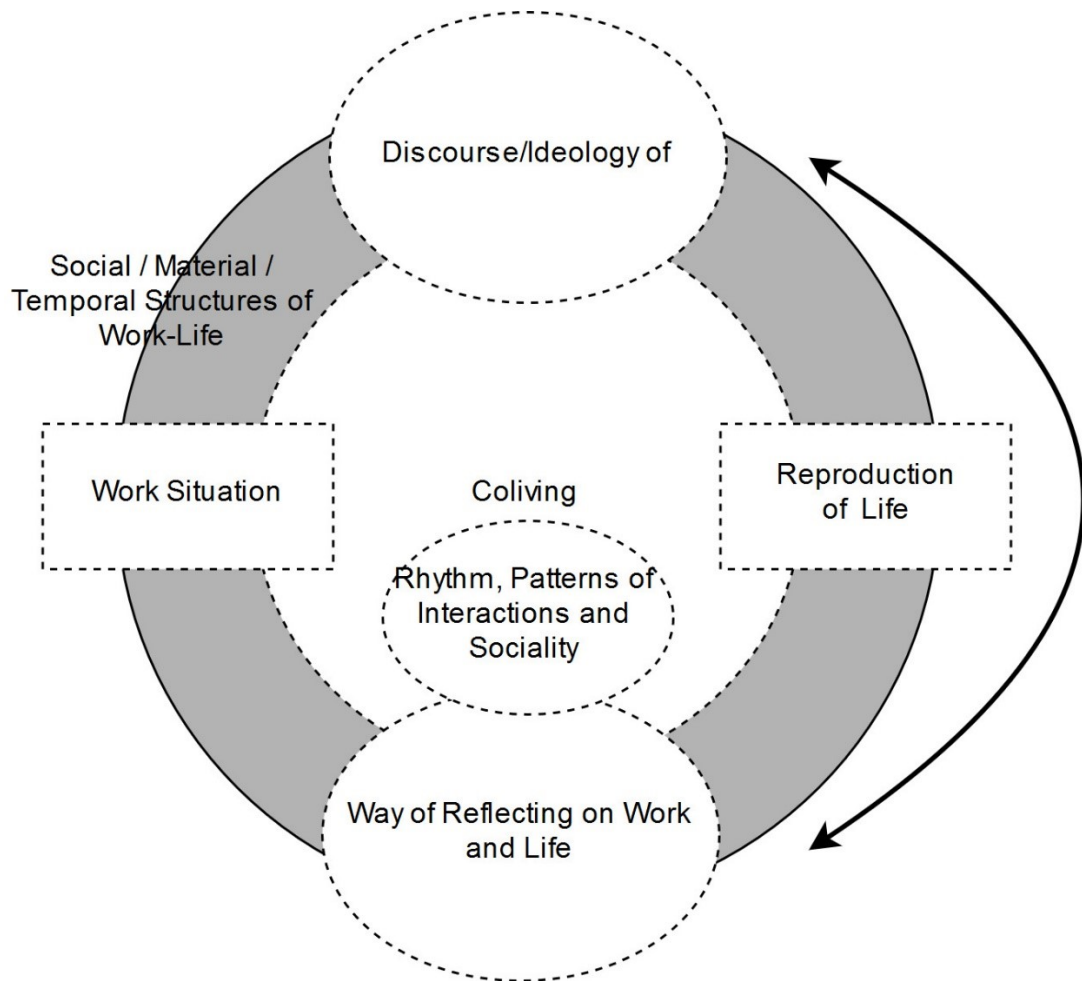 Discourse/Ideology of
Social / Material /
Temporal Structures of
Work-Life
Work Situation
Coliving
Reproduction
of Life
Rhythm, Patterns of
Interactions and
Sociality
Way of Reflecting on Work
and Life